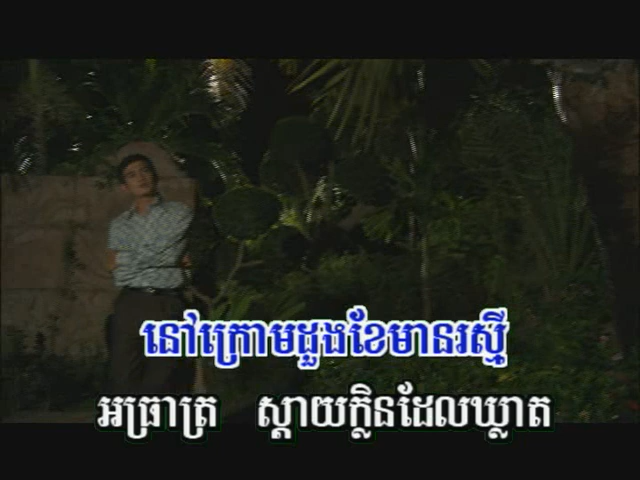 នៅក្រោមដួងខែមានរស្មី
អធ្រាត្រ ស្ដាយក្លិនដែលឃ្លាត